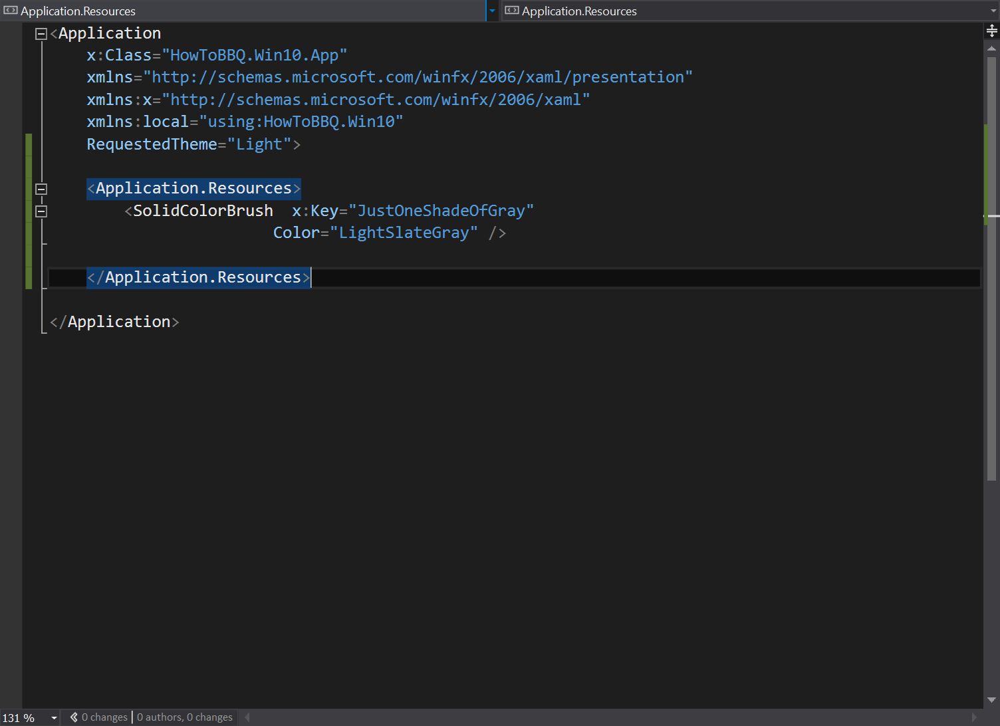 Application.Resources Application.Resources
<Application
x:Class="HowToBBQ.Win10.App"
xmlns="http://schemas.microsoft.com/winfx/2006/xaml/presentation"
xmlns:x="http://schemas.microsoft.com/winfx/2006/xaml"
xmlns:local="using:HowToBBQ.Win10"
RequestedTheme="Light">
<Application.Resources>
<SolidColorBrush  x:Key="JustOneShadeOfGray"
Color="LightSlateGray" />
</Application.Resources>
</Application>
131 % 0 changes | 0 authors, 0 changes